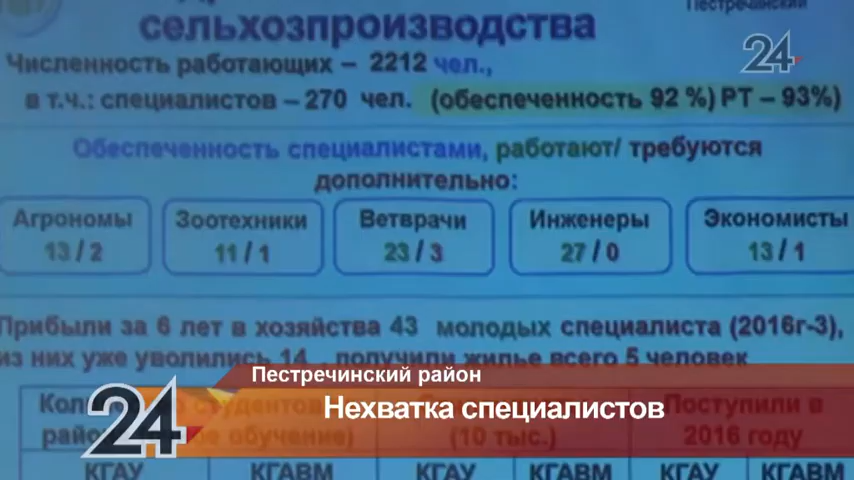 Пестречинский
сельхозпроизводства
24
Численность работающих – 2212 чел.,
в т.ч.: специалистов – 270 чел. (обеспеченность 92 %) РТ – 93%)
Обеспеченность специалистами, работают/ требуются
дополнительно:
Агрономы
13 / 2
Зоотехники
11 / 1
Ветврачи
23 / 3
Инженеры
27 / 0
Экономисты
13 / 1
Прибыли за 6 лет в хозяйства 43 молодых специалиста (2016г-3),
из них уже уволились 14 , получили жилье всего 5 человек
Пестречинский район
Нехватка специалистов
24
студентов
обучение)
(10 тыс.)
Поступили в
2016 году
КГАУ КГАВМ КГАУ КГАВМ КГАУ КГАВМ